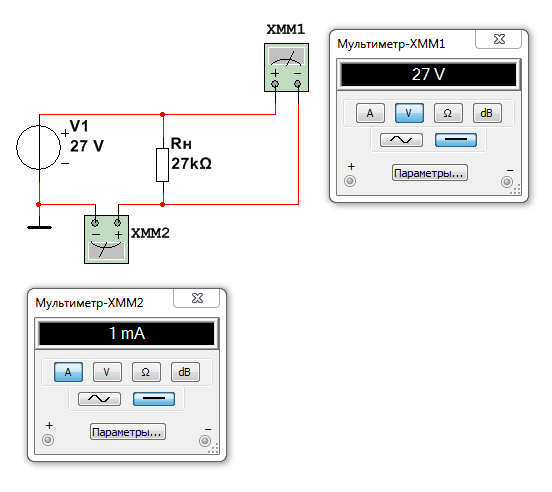 XMM1
V1
27 V
Rн
27kΩ
XMM2
Мультиметр-XMM1
27 V
A V Ω dB
+ −
Параметры...
Мультиметр-XMM2
1 mA
A V Ω dB
+ −
Параметры...